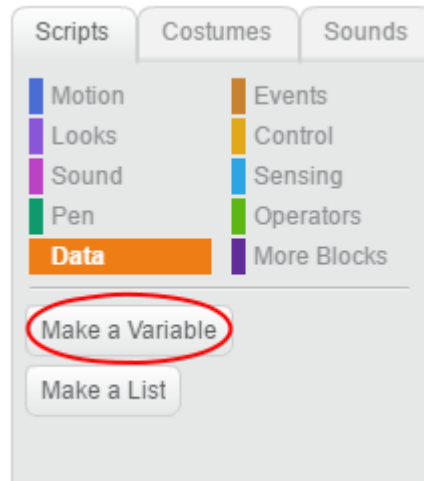 Scripts Costumes Sounds
Motion Events
Looks Control
Sound Sensing
Pen Operators
Data More Blocks
Make a Variable
Make a List